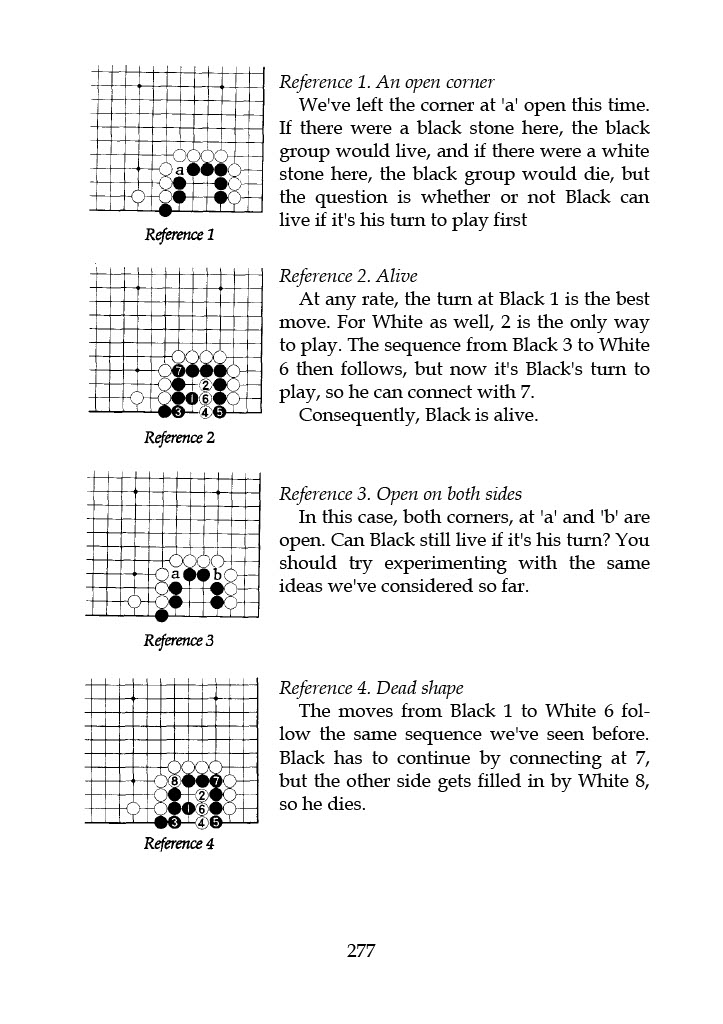 Reference 1. An open corner
We've left the corner at 'a' open this time.
If there were a black stone here, the black
group would live, and if there were a white
stone here, the black group would die, but
the question is whether or not Black can
live if it's his turn to play first
a
Reference 1
Reference 2. Alive
At any rate, the turn at Black 1 is the best
move. For White as well, 2 is the only way
to play. The sequence from Black 3 to White
6 then follows, but now it's Black's turn to
play, so he can connect with 7.
Consequently, Black is alive.
7
2
1 6
3 4 5
Reference 2
Reference 3. Open on both sides
In this case, both corners, at 'a' and 'b' are
open. Can Black still live if it's his turn? You
should try experimenting with the same
ideas we've considered so far.
a b
Reference 3
Reference 4. Dead shape
The moves from Black 1 to White 6 fol-
low the same sequence we've seen before.
Black has to continue by connecting at 7,
but the other side gets filled in by White 8,
so he dies.
8 7
2
1 6
3 4 5
Reference 4
277